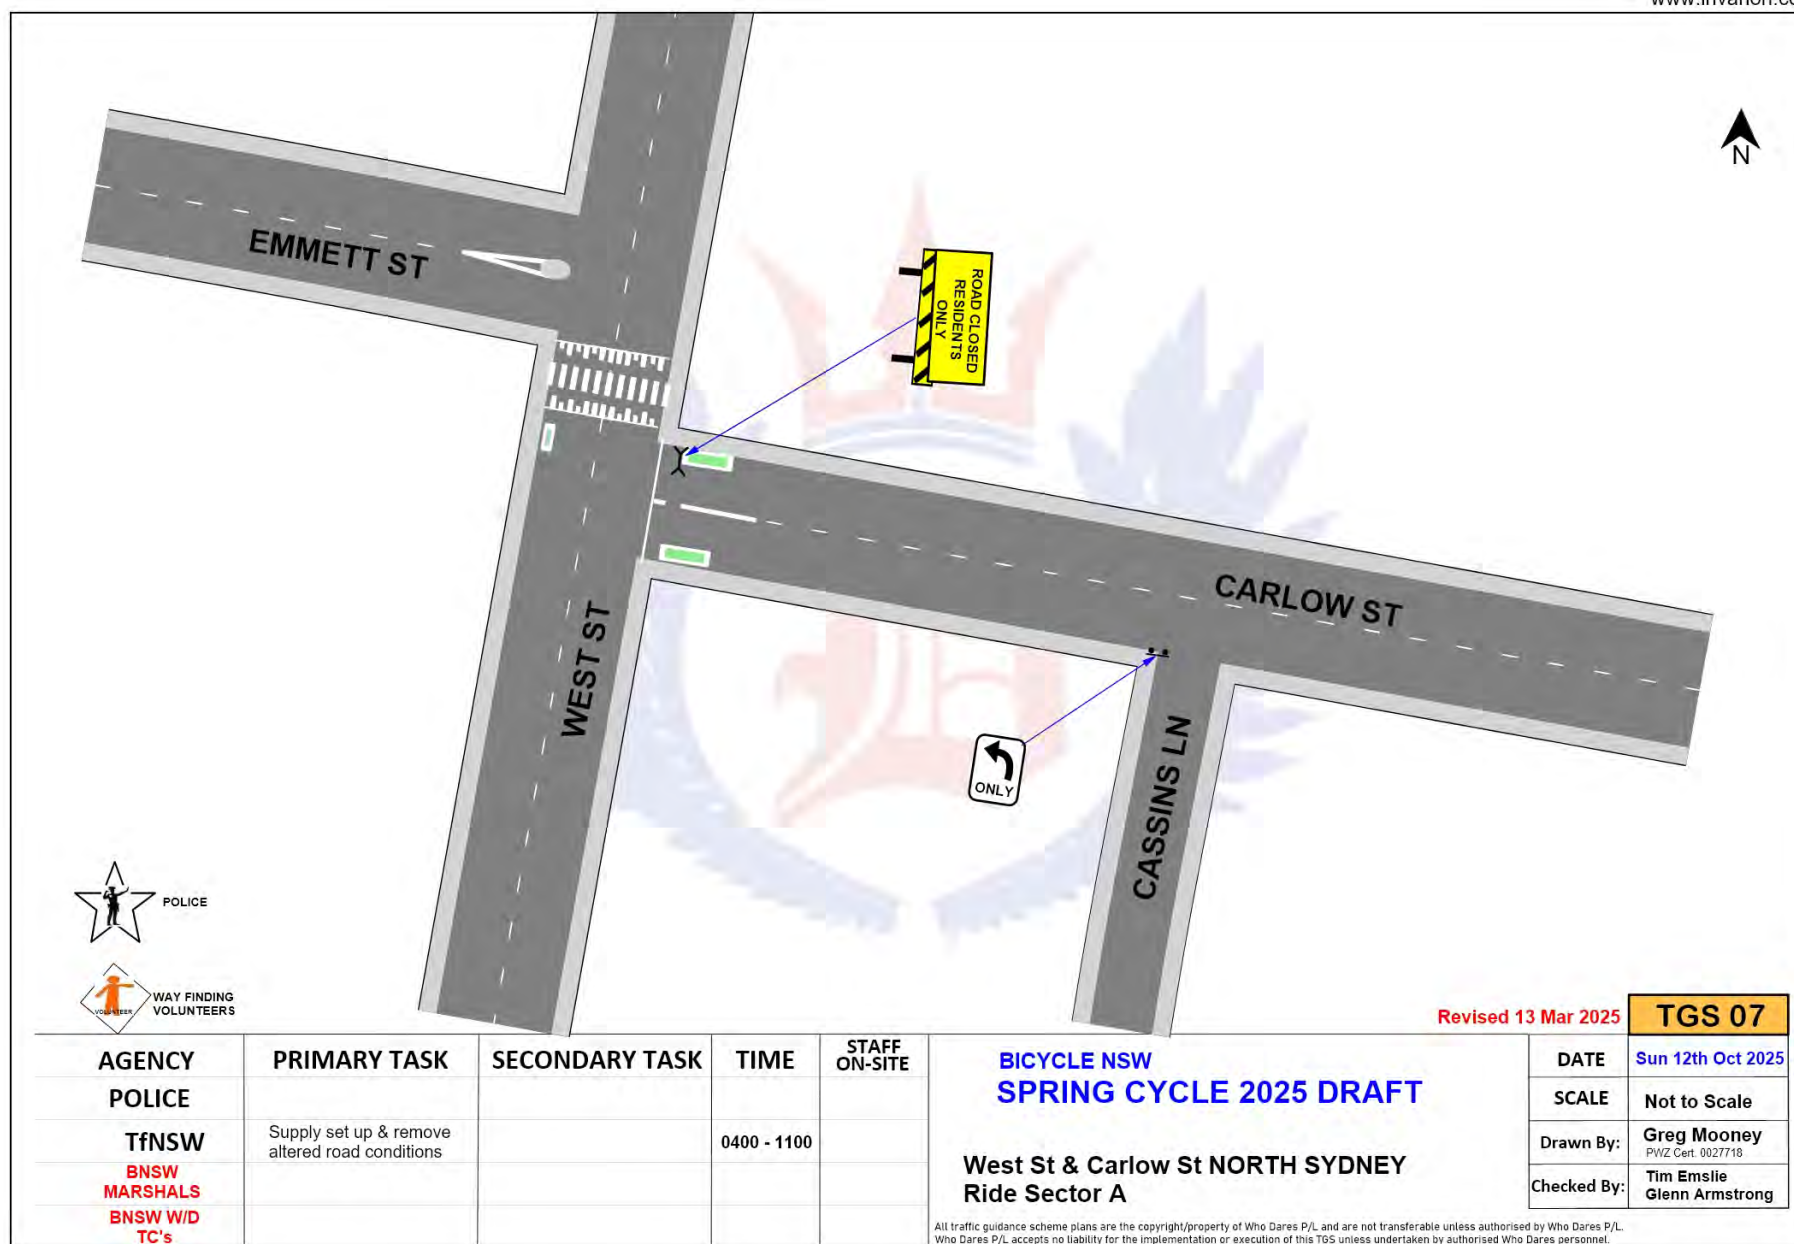 N
EMMETT ST
ROAD CLOSED
RESIDENTS
ONLY
CARLOW ST
WEST ST
ONLY
CASSINS LN
POLICE
VOLUNTEER
WAY FINDING
VOLUNTEERS
Revised 13 Mar 2025
TGS 07
AGENCY PRIMARY TASK SECONDARY TASK TIME STAFF
ON-SITE
POLICE
TfNSW Supply set up & remove
altered road conditions
0400 - 1100
BNSW
MARSHALS
BNSW W/D
TC's
BICYCLE NSW
SPRING CYCLE 2025 DRAFT
West St & Carlow St NORTH SYDNEY
Ride Sector A
DATE Sun 12th Oct 2025
SCALE Not to Scale
Drawn By: Greg Mooney
PWZ Cert. 0027718
Checked By: Tim Emslie
Glenn Armstrong
All traffic guidance scheme plans are the copyright/property of Who Dares P/L and are not transferable unless authorised by Who Dares P/L.
Who Dares P/L accepts no liability for the implementation or execution of this TGS unless undertaken by authorised Who Dares personnel.